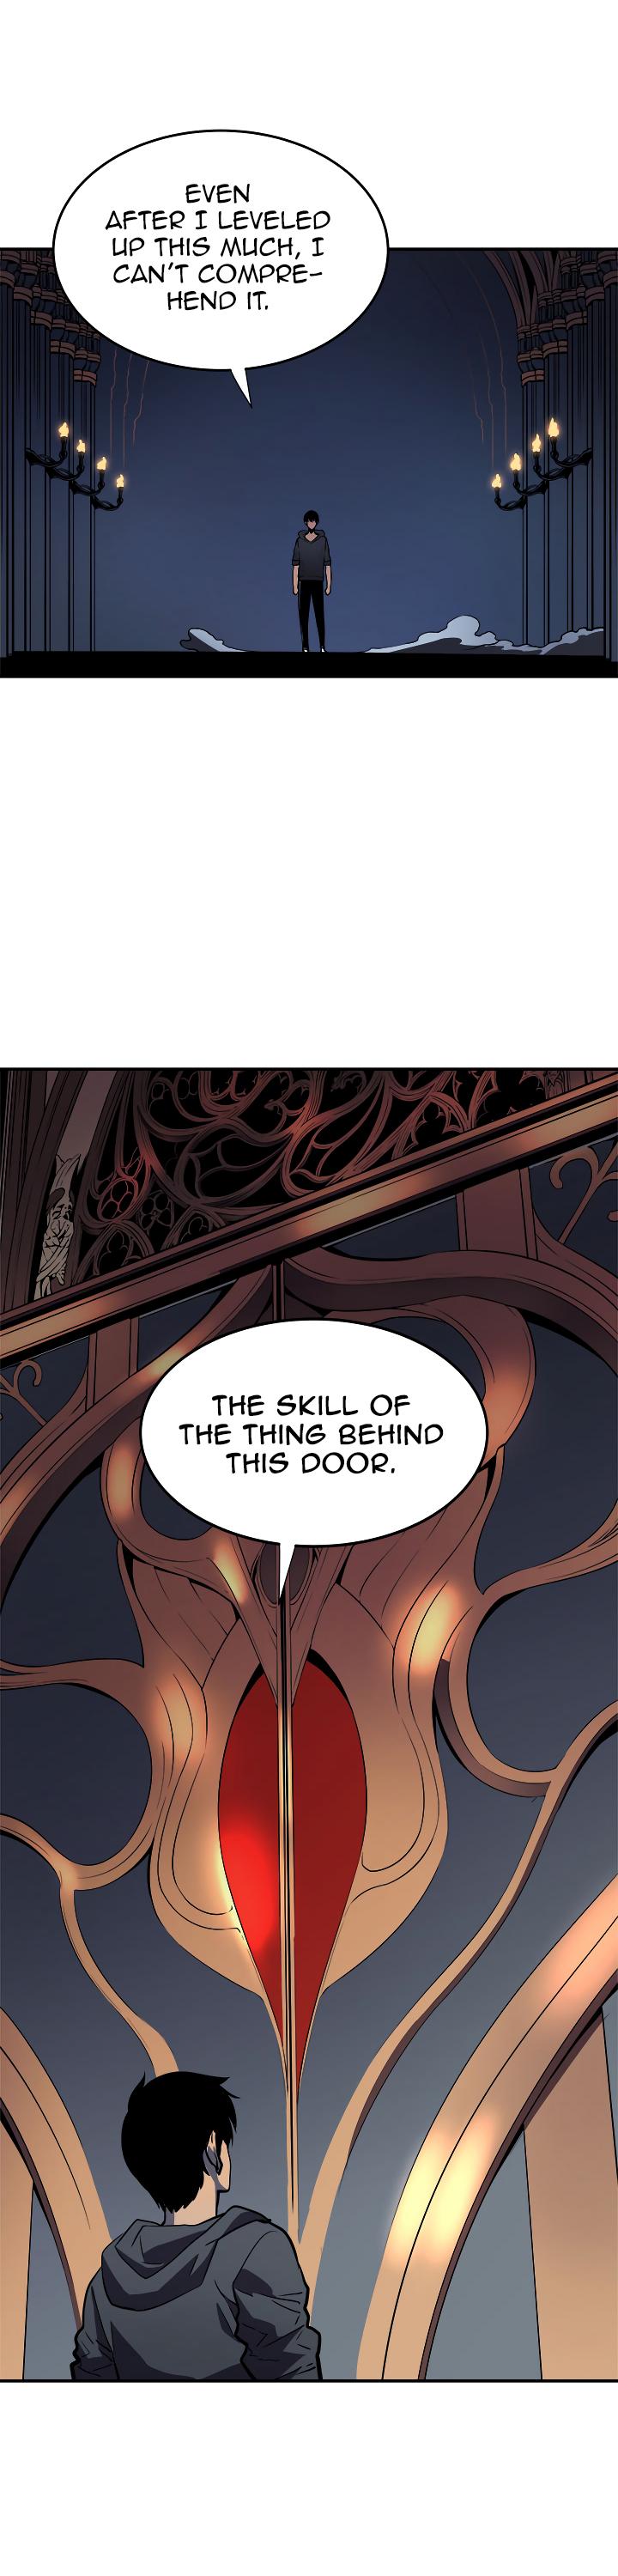 EVEN
AFTER I LEVELED
UP THIS MUCH, I
CAN'T COMPRE-
HEND IT.
THE SKILL OF
THE THING BEHIND
THIS DOOR.